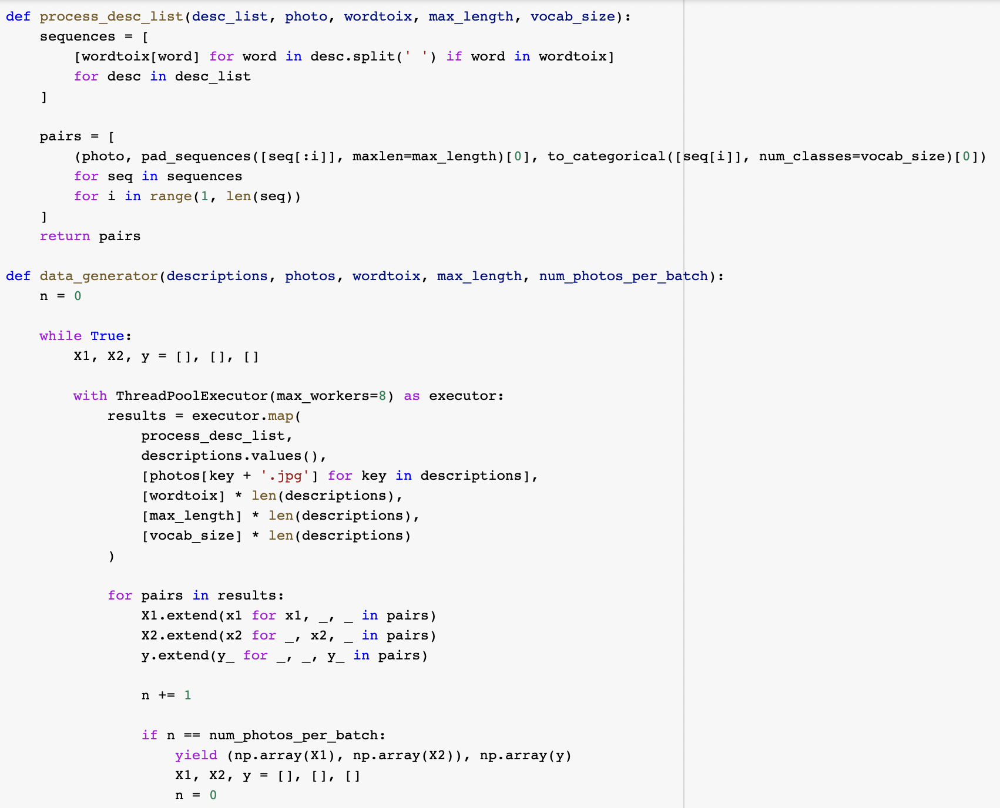 def process_desc_list(desc_list, photo, wordtoix, max_length, vocab_size):
    sequences = [
        [wordtoix[word] for word in desc.split(' ') if word in wordtoix]
        for desc in desc_list
    ]

    pairs = [
        (photo, pad_sequences([seq[:i]], maxlen=max_length)[0], to_categorical([seq[i]], num_classes=vocab_size)[0])
        for seq in sequences
        for i in range(1, len(seq))
    ]
    return pairs

def data_generator(descriptions, photos, wordtoix, max_length, num_photos_per_batch):
    n = 0

    while True:
        X1, X2, y = [], [], []

        with ThreadPoolExecutor(max_workers=8) as executor:
            results = executor.map(
                process_desc_list,
                descriptions.values(),
                [photos[key + '.jpg'] for key in descriptions],
                [wordtoix] * len(descriptions),
                [max_length] * len(descriptions),
                [vocab_size] * len(descriptions)
            )

            for pairs in results:
                X1.extend(x1 for x1, _, _ in pairs)
                X2.extend(x2 for _, x2, _ in pairs)
                y.extend(y_ for _, _, y_ in pairs)

                n += 1

                if n == num_photos_per_batch:
                    yield (np.array(X1), np.array(X2)), np.array(y)
                    X1, X2, y = [], [], []
                    n = 0